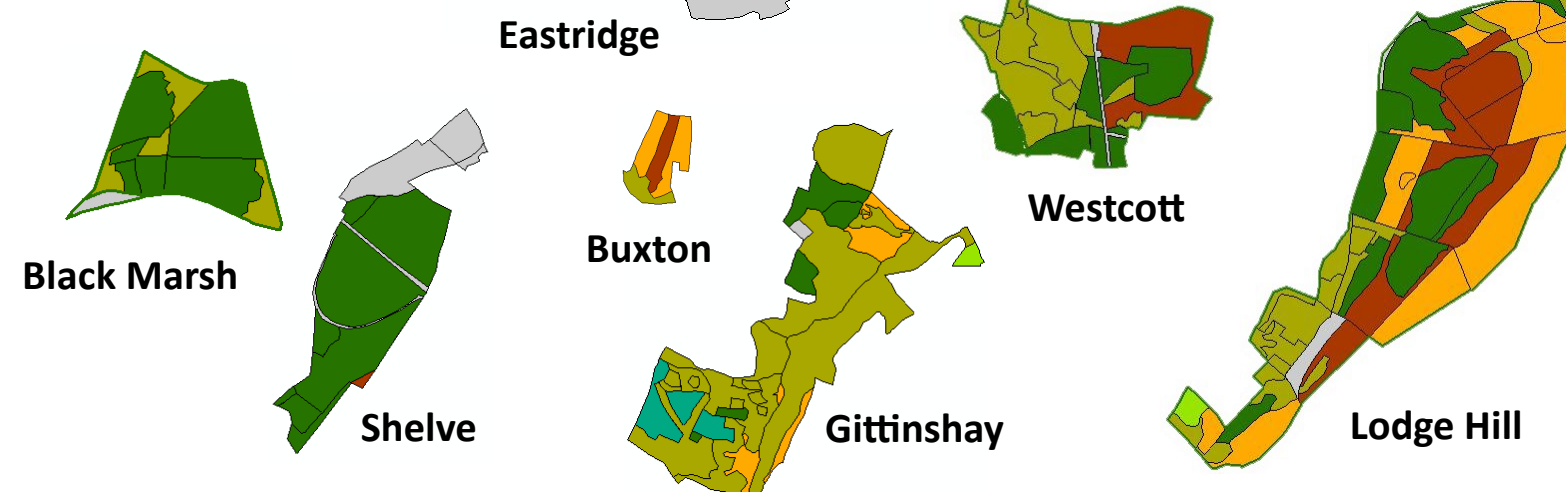 Eastridge
Westcott
Buxton
Black Marsh
Shelve
Gittinshay
Lodge Hill